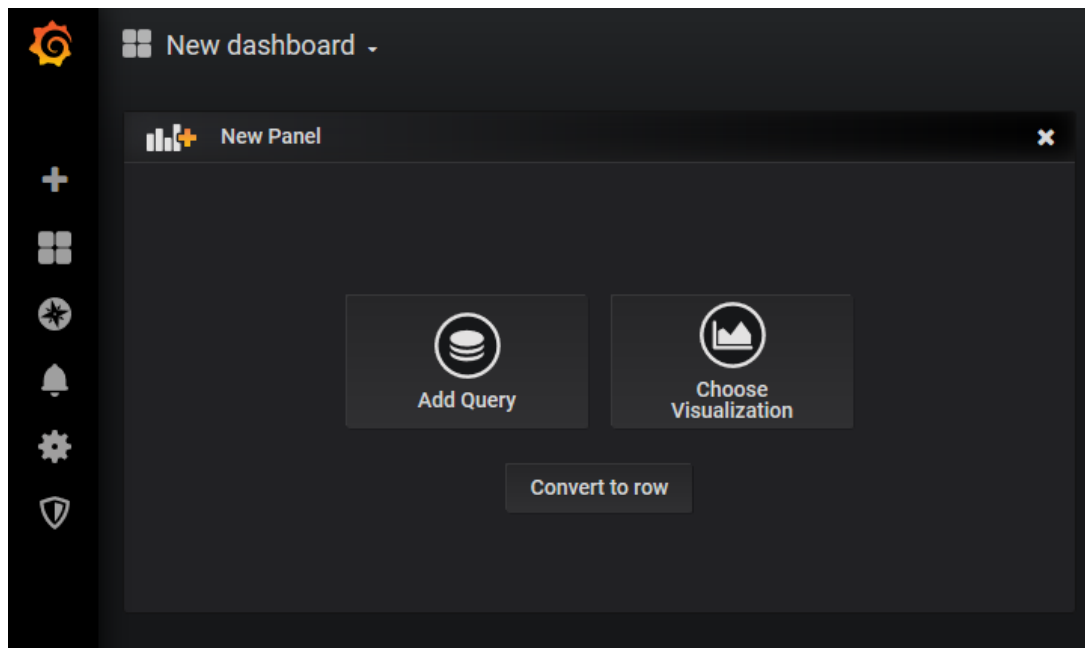 New dashboard
New Panel
Add Query
Choose
Visualization
Convert to row